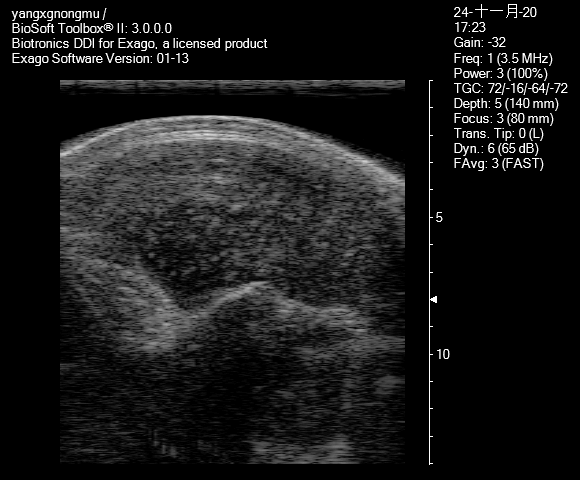 yangxgnongmu /
BioSoft Toolbox® II: 3.0.0.0
Biotronics DDI for Exago, a licensed product
Exago Software Version: 01-13
24-十一月-20
17:23
Gain: -32
Freq: 1 (3.5 MHz)
Power: 3 (100%)
TGC: 72/-16/-64/-72
Depth: 5 (140 mm)
Focus: 3 (80 mm)
Trans. Tip: 0 (L)
Dyn.: 6 (65 dB)
FAvg: 3 (FAST)
5
10